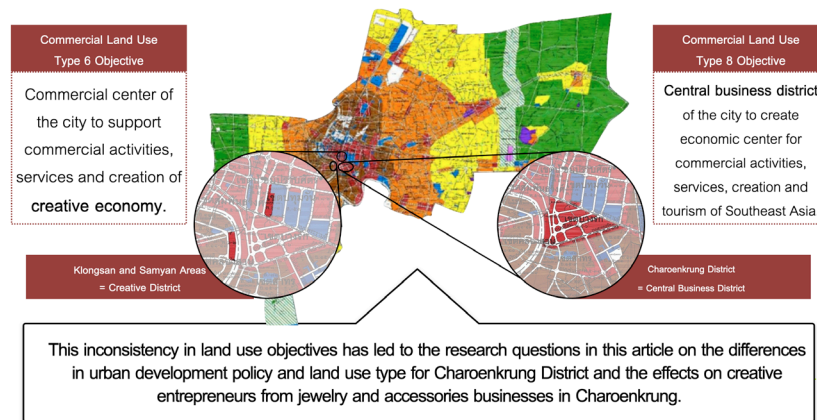 Commercial Land Use
Type 6 Objective
Commercial center of
the city to support
commercial activities,
services and creation of
creative economy.
Commercial Land Use
Type 8 Objective
Central business district
of the city to create
economic center for
commercial activities,
services, creation and
tourism of Southeast Asia
Klongsan and Samyan Areas
= Creative District
Charoenkrung District
= Central Business District
This inconsistency in land use objectives has led to the research questions in this article on the differences
in urban development policy and land use type for Charoenkrung District and the effects on creative
entrepreneurs from jewelry and accessories businesses in Charoenkrung.